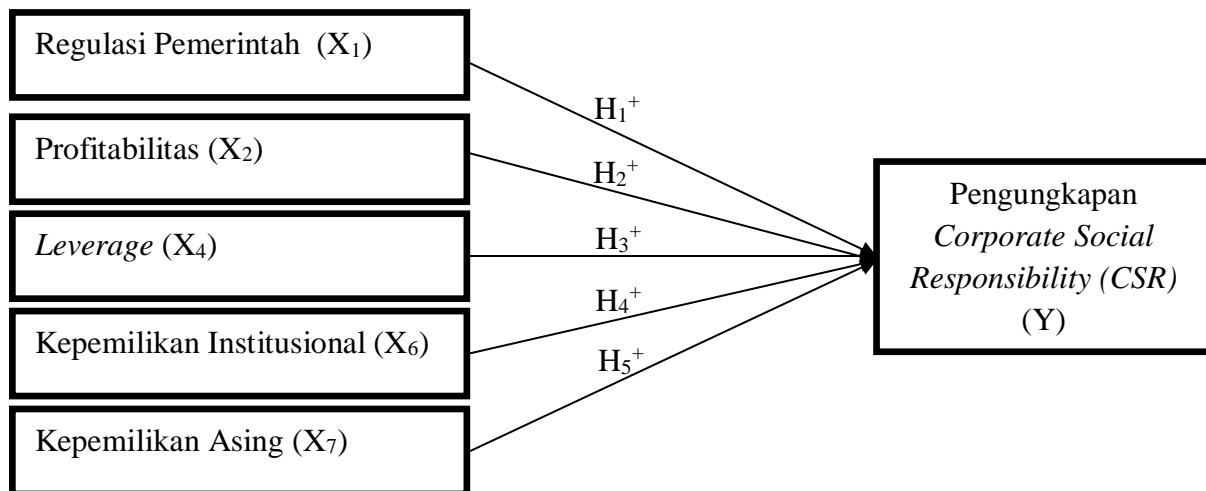 Regulasi Pemerintah (X₁)
H₁⁺
Profitabilitas (X₂)
H₂⁺
Leverage (X₄)
H₃⁺
Kepemilikan Institusional (X₆)
H₄⁺
Kepemilikan Asing (X₇)
H₅⁺
Pengungkapan
Corporate Social
Responsibility (CSR)
(Y)